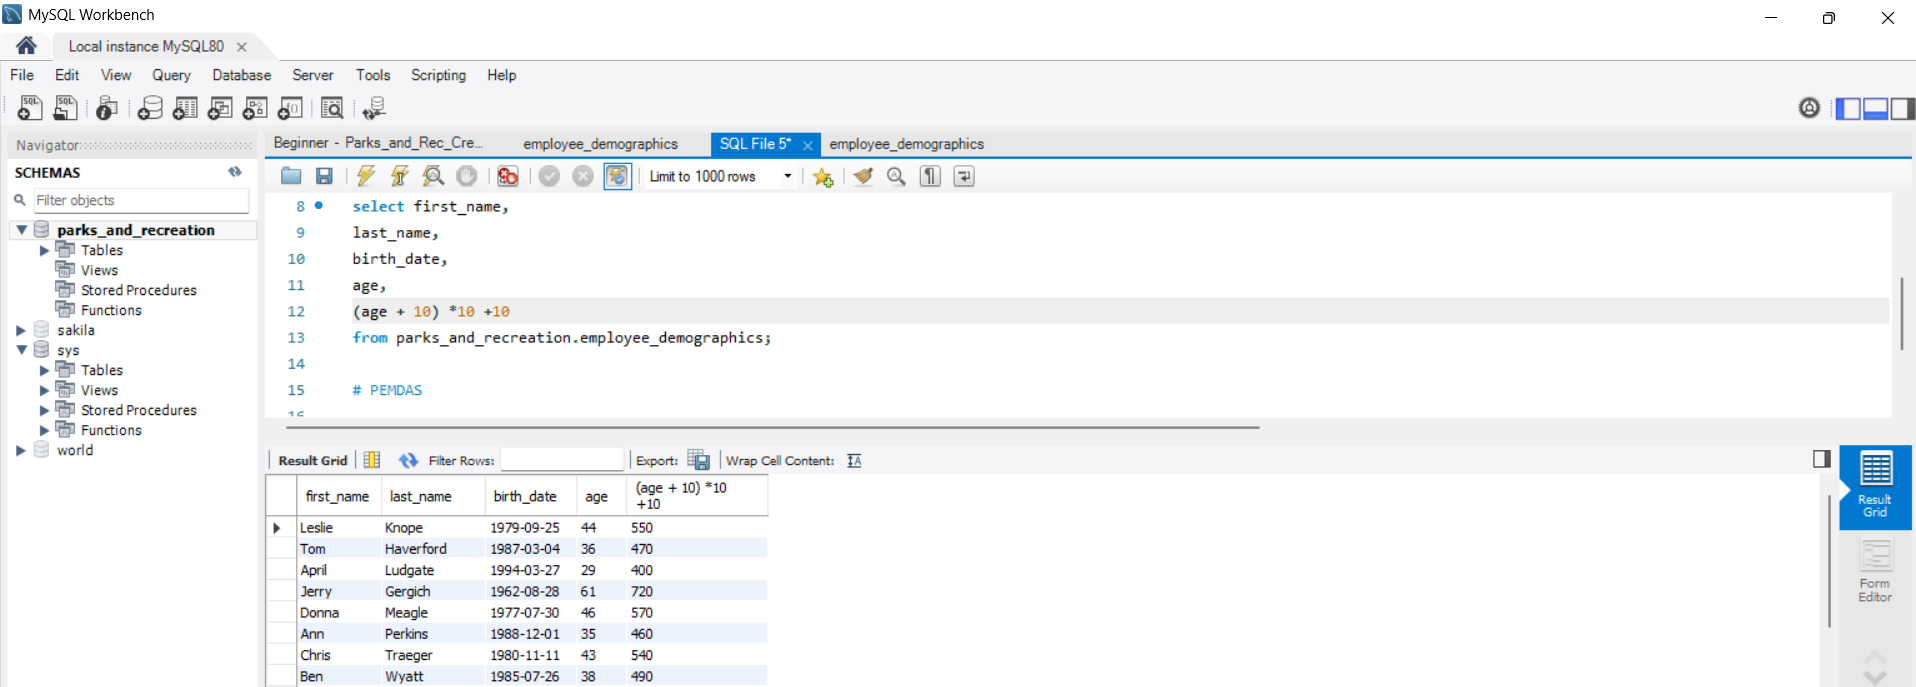 MySQL Workbench
Local instance MySQL80
File Edit View Query Database Server Tools Scripting Help
Navigator
SCHEMAS
Filter objects
parks_and_recreation
Tables
Views
Stored Procedures
Functions
sakila
sys
Tables
Views
Stored Procedures
Functions
world
Beginner - Parks_and_Rec_Cre... employee_demographics SQL File 5* employee_demographics
Limit to 1000 rows
8 select first_name,
9 last_name,
10 birth_date,
11 age,
12 (age + 10) *10 +10
13 from parks_and_recreation.employee_demographics;
14
15 # PEMDAS
16
Result Grid Filter Rows: Export: Wrap Cell Content:
first_name last_name birth_date age (age + 10) *10
+10
Leslie Knope 1979-09-25 44 550
Tom Haverford 1987-03-04 36 470
April Ludgate 1994-03-27 29 400
Jerry Gergich 1962-08-28 61 720
Donna Meagle 1977-07-30 46 570
Ann Perkins 1988-12-01 35 460
Chris Traeger 1980-11-11 43 540
Ben Wyatt 1985-07-26 38 490
Result
Grid
Form
Editor